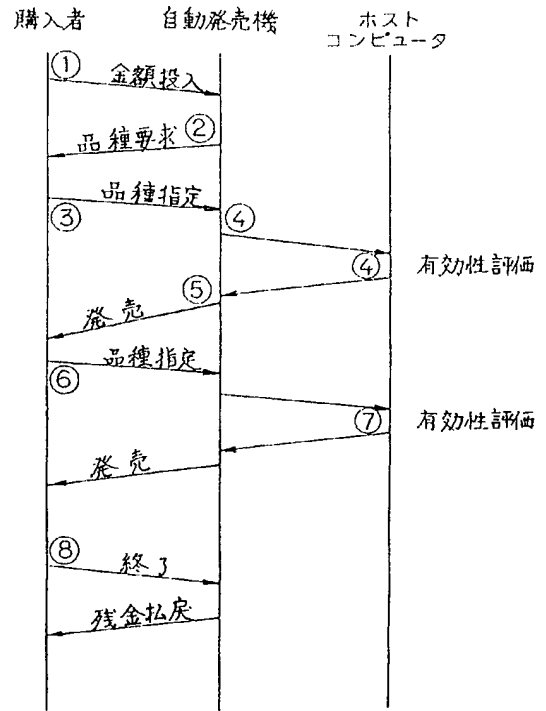 購入者
自動発売機
ホスト
コンピュータ
①
金額投入
②
品種要求
品種指定
③
④
④
有効性評価
⑤
発売
品種指定
⑥
⑦
有効性評価
発売
⑧
終了
残金払戻